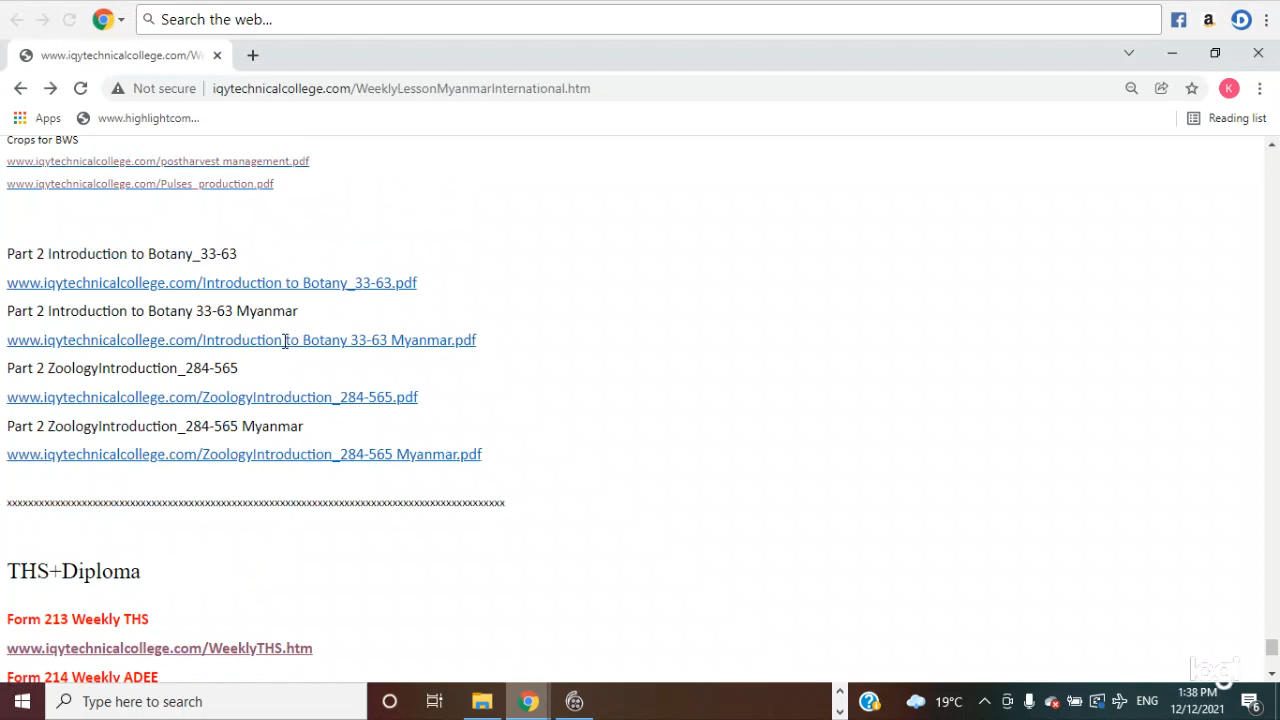 Search the web...
www.iqytechnicalcollege.com/W
Not secure
iqytechnicalcollege.com/WeeklyLessonMyanmarInternational.htm
K
Apps
www.highlightcom...
Reading list
Crops for BWS
www.iqytechnicalcollege.com/postharvest management.pdf
www.iqytechnicalcollege.com/Pulses_production.pdf
Part 2 Introduction to Botany_33-63
www.iqytechnicalcollege.com/Introduction to Botany_33-63.pdf
Part 2 Introduction to Botany 33-63 Myanmar
www.iqytechnicalcollege.com/Introduction to Botany 33-63 Myanmar.pdf
Part 2 ZoologyIntroduction_284-565
www.iqytechnicalcollege.com/ZoologyIntroduction_284-565.pdf
Part 2 ZoologyIntroduction_284-565 Myanmar
www.iqytechnicalcollege.com/ZoologyIntroduction_284-565 Myanmar.pdf
xxxxxxxxxxxxxxxxxxxxxxxxxxxxxxxxxxxxxxxxxxxxxxxxxxxxxxxxxxxxxxxxxxxxxxxxxxxxxxxxxxxxxxxxxxxxxx
THS+Diploma
Form 213 Weekly THS
www.iqytechnicalcollege.com/WeeklyTHS.htm
Form 214 Weekly ADEE
Type here to search
19°C
ENG
1:38 PM
12/12/2021
6